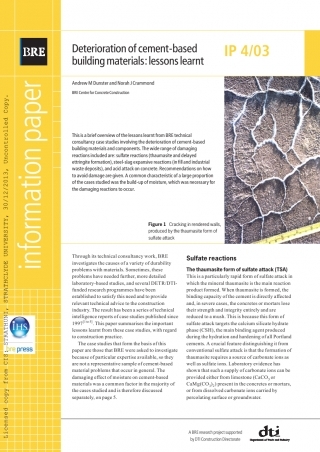 BRE
Deterioration of cement-based
building materials: lessons learnt
IP 4/03
Andrew M Dunster and Norah J Crammond
BRE Centre for Concrete Construction
information paper
Licensed copy from CIS: STRATHUNO, STRATHCLYDE UNIVERSITY, 30/12/2013, Uncontrolled Copy.
This is a brief overview of the lessons learnt from BRE technical
consultancy case studies involving the deterioration of cement-based
building materials and components. The wide range of damaging
reactions included are: sulfate reactions (thaumasite and delayed
ettringite formation), steel-slag expansive reactions (in fill and industrial
waste deposits), and acid attack on concrete. Recommendations on how
to avoid damage are given. A common characteristic of a large proportion
of the cases studied was the build-up of moisture, which was necessary for
the damaging reactions to occur.
Figure 1 Cracking in rendered walls,
produced by the thaumasite form of
sulfate attack
Through its technical consultancy work, BRE
investigates the causes of a variety of durability
problems with materials. Sometimes, these
problems have needed further, more detailed
laboratory-based studies, and several DETR/DTI-
funded research programmes have been
established to satisfy this need and to provide
relevant technical advice to the construction
industry. The result has been a series of technical
intelligence reports of case studies published since
1997. This paper summarises the important
lessons learnt from these case studies, with regard
to construction practice.
The case studies that form the basis of this
paper are those that BRE were asked to investigate
because of particular expertise available, so they
are not a representative sample of cement-based
material problems that occur in general. The
damaging effect of moisture on cement-based
materials was a common factor in the majority of
the cases studied and is therefore discussed
separately, on page 5.
Sulfate reactions
The thaumasite form of sulfate attack (TSA)
This is a particularly severe form of sulfate attack in
which the mineral thaumasite is the main reaction
product formed. When thaumasite is formed, the
binding capacity of the cement is directly affected
and, in severe cases, the concretes or mortars lose
their strength and integrity entirely and are
reduced to a mush. This is because this form of
sulfate attack targets the calcium silicate hydrate
phases (CSH), the main binding agent produced
during the hydration and hardening of all Portland
cements. A crucial feature distinguishing it from
conventional sulfate attack is that the formation of
thaumasite requires a source of carbonate ions as
well as sulfate ions. Laboratory evidence has
shown that such a supply of carbonate ions can be
provided either from limestone (CaCO₃ or
CaMg(CO₃)₂) present in the concretes or mortars,
or from dissolved carbonate ions carried by
percolating surface or groundwater.
IHS
bre press
A BRE research project supported
by DTI Construction Directorate
dti
Department of Trade and Industry